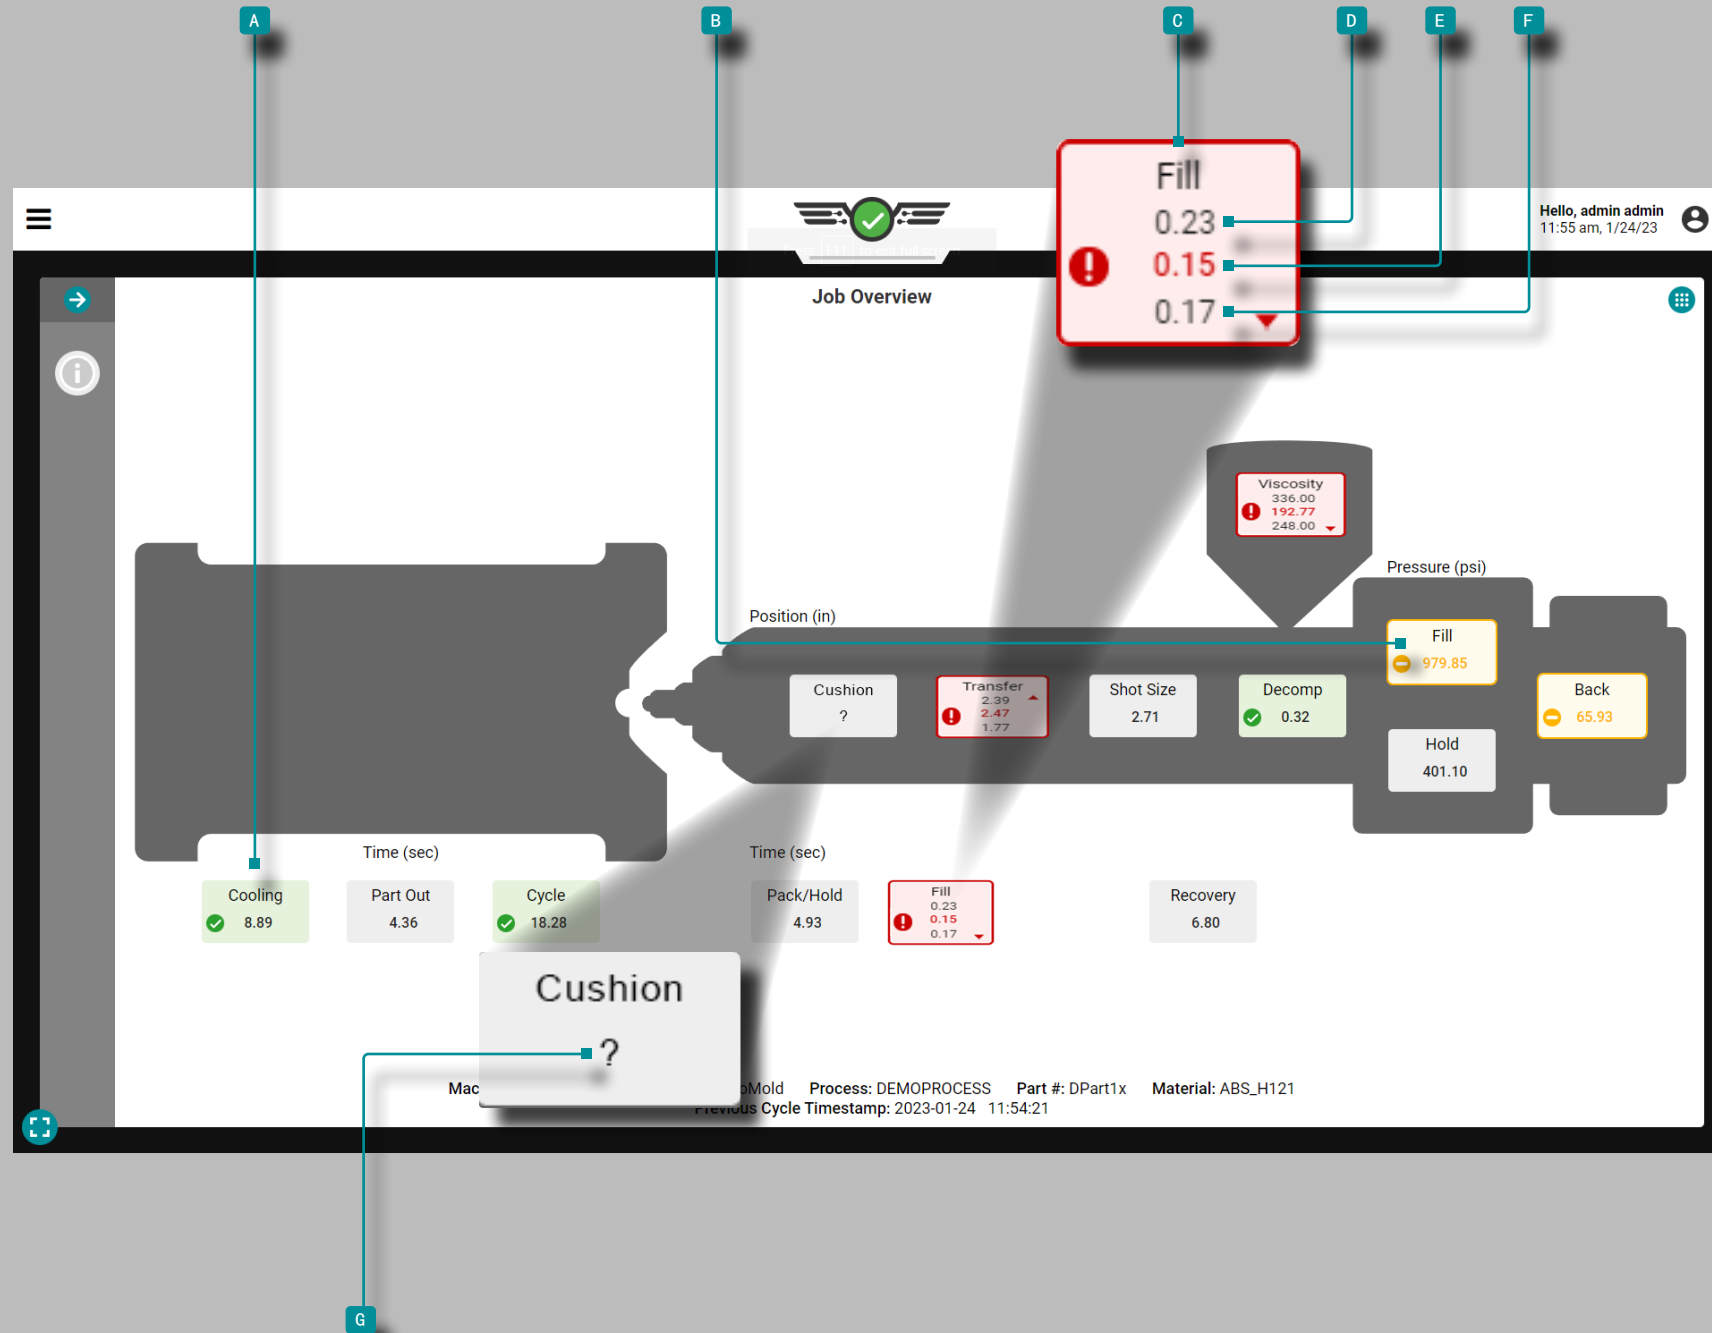 A
B
C
D
E
F
Fill
0.23
0.15
0.17
Hello, admin admin
11:55 am, 1/24/23
Job Overview
Viscosity
336.00
192.77
248.00
Pressure (psi)
Position (in)
Fill
979.85
Cushion
?
Transfer
2.39
2.47
1.77
Shot Size
2.71
Decomp
0.32
Back
65.93
Hold
401.10
Time (sec)
Time (sec)
Cooling
8.89
Part Out
4.36
Cycle
18.28
Pack/Hold
4.93
Fill
0.23
0.15
0.17
Recovery
6.80
Cushion
?
Mac oMold Process: DEMOPROCESS Part #: DPart1x Material: ABS_H121
Previous Cycle Timestamp: 2023-01-24 11:54:21
G